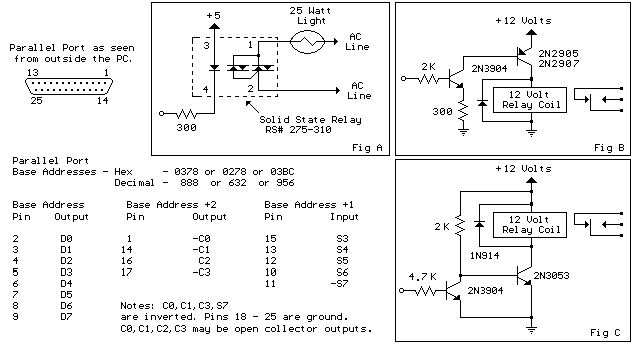 Parallel Port as seen
from outside the PC.
13 1
25 14
+5
25 Watt
Light
AC
Line
3 1
4 2
AC
Line
300
Solid State Relay
RS# 275-310
Fig A
+12 Volts
2N2905
2N2907
2K
2N3904
12 Volt
Relay Coil
300
Fig B
Parallel Port
Base Addresses - Hex - 0378 or 0278 or 03BC
Decimal - 888 or 632 or 956
Base Address Base Address +2 Base Address +1
Pin Output Pin Output Pin Input
2 D0 1 -C0 15 S3
3 D1 14 -C1 13 S4
4 D2 16 C2 12 S5
5 D3 17 -C3 10 S6
6 D4 11 -S7
7 D5
8 D6 Notes: C0,C1,C3,S7
9 D7 are inverted. Pins 18 - 25 are ground.
C0,C1,C2,C3 may be open collector outputs.
+12 Volts
12 Volt
Relay Coil
2K
1N914
4.7K
2N3053
2N3904
Fig C